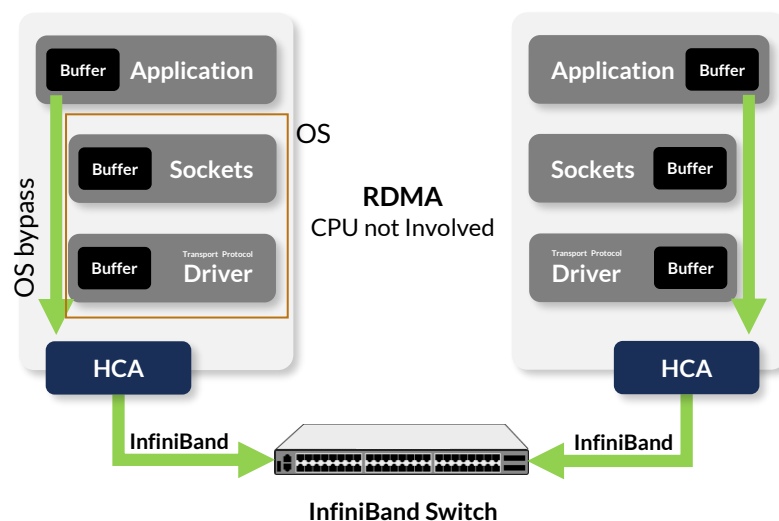 Buffer Application
OS
Buffer Sockets
Buffer Transport Protocol
Driver
OS bypass
HCA
InfiniBand
RDMA
CPU not Involved
Application Buffer
Sockets Buffer
Transport Protocol
Driver Buffer
HCA
InfiniBand
InfiniBand Switch